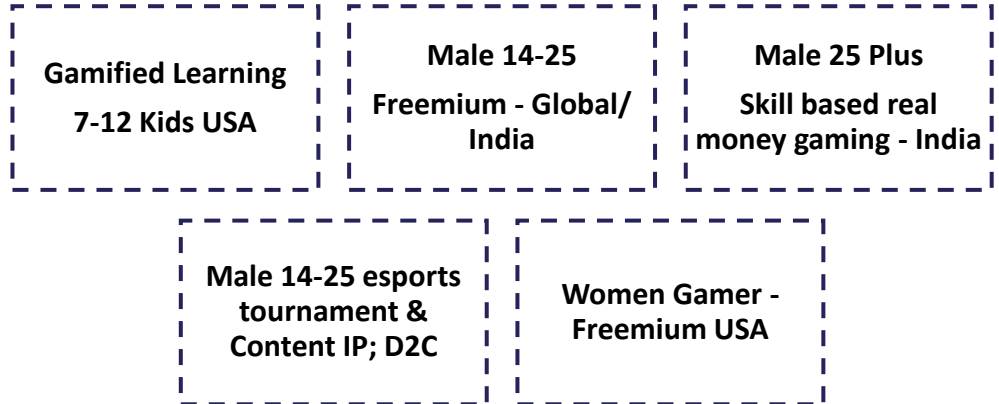 Gamified Learning
7-12 Kids USA
Male 14-25
Freemium - Global/
India
Male 25 Plus
Skill based real
money gaming - India
Male 14-25 esports
tournament &
Content IP; D2C
Women Gamer -
Freemium USA